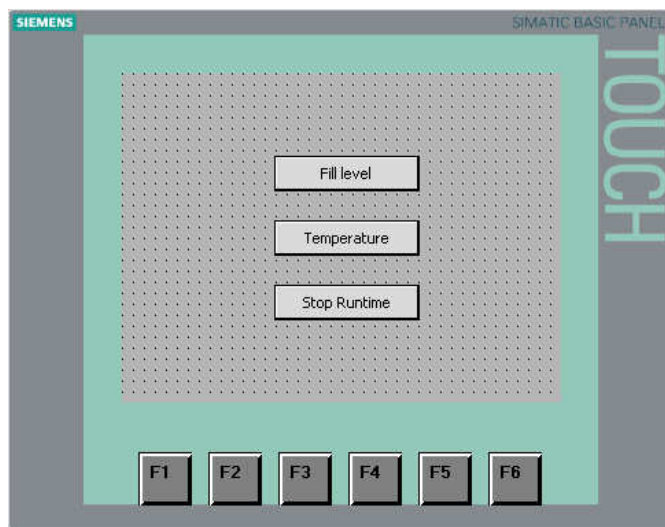 SIEMENS
SIMATIC BASIC PANEL
TOUCH
Fill level
Temperature
Stop Runtime
F1 F2 F3 F4 F5 F6